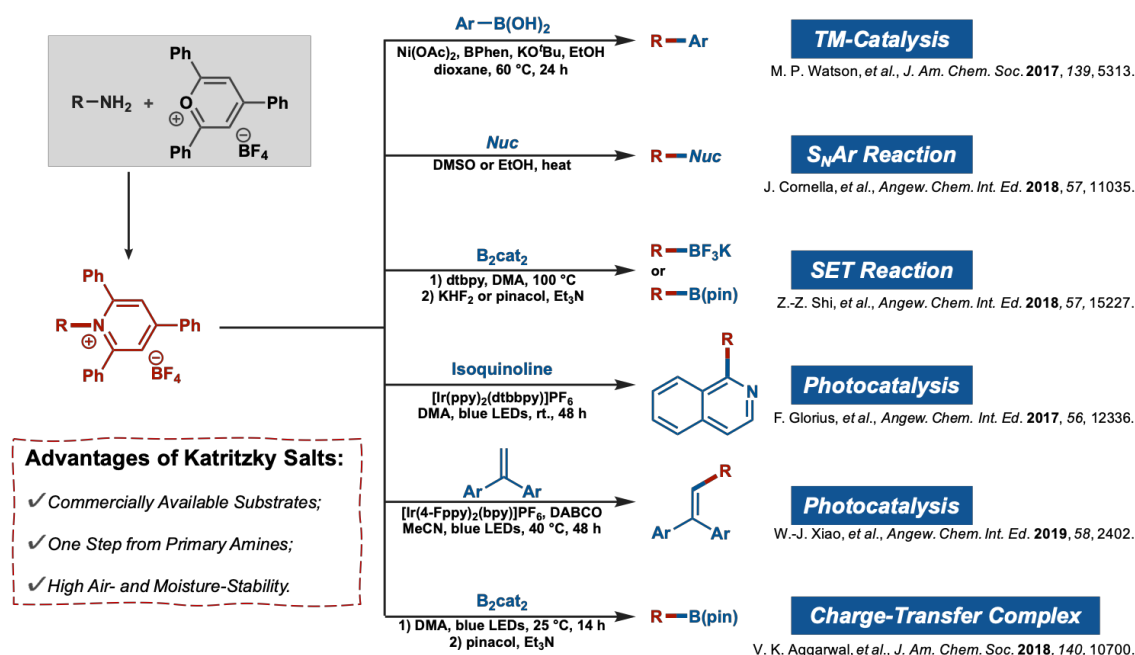 R–NH2 + Ph O ⊕ Ph Ph ⊖ BF4
Ph R–N ⊕ Ph Ph ⊖ BF4
Advantages of Katritzky Salts:
✓Commercially Available Substrates;
✓One Step from Primary Amines;
✓High Air- and Moisture-Stability.
Ar–B(OH)2
Ni(OAc)2, BPhen, KOtBu, EtOH
dioxane, 60 °C, 24 h
R–Ar
TM-Catalysis
M. P. Watson, et al., J. Am. Chem. Soc. 2017, 139, 5313.
Nuc
DMSO or EtOH, heat
R–Nuc
SNAr Reaction
J. Cornella, et al., Angew. Chem. Int. Ed. 2018, 57, 11035.
B2cat2
1) dtbpy, DMA, 100 °C
2) KHF2 or pinacol, Et3N
R–BF3K
or
R–B(pin)
SET Reaction
Z.-Z. Shi, et al., Angew. Chem. Int. Ed. 2018, 57, 15227.
Isoquinoline
[Ir(ppy)2(dtbbpy)]PF6
DMA, blue LEDs, rt., 48 h
R
N
Photocatalysis
F. Glorius, et al., Angew. Chem. Int. Ed. 2017, 56, 12336.
Ar Ar
[Ir(4-Fppy)2(bpy)]PF6, DABCO
MeCN, blue LEDs, 40 °C, 48 h
R
Ar Ar
Photocatalysis
W.-J. Xiao, et al., Angew. Chem. Int. Ed. 2019, 58, 2402.
B2cat2
1) DMA, blue LEDs, 25 °C, 14 h
2) pinacol, Et3N
R–B(pin)
Charge-Transfer Complex
V. K. Aggarwal, et al., J. Am. Chem. Soc. 2018, 140, 10700.